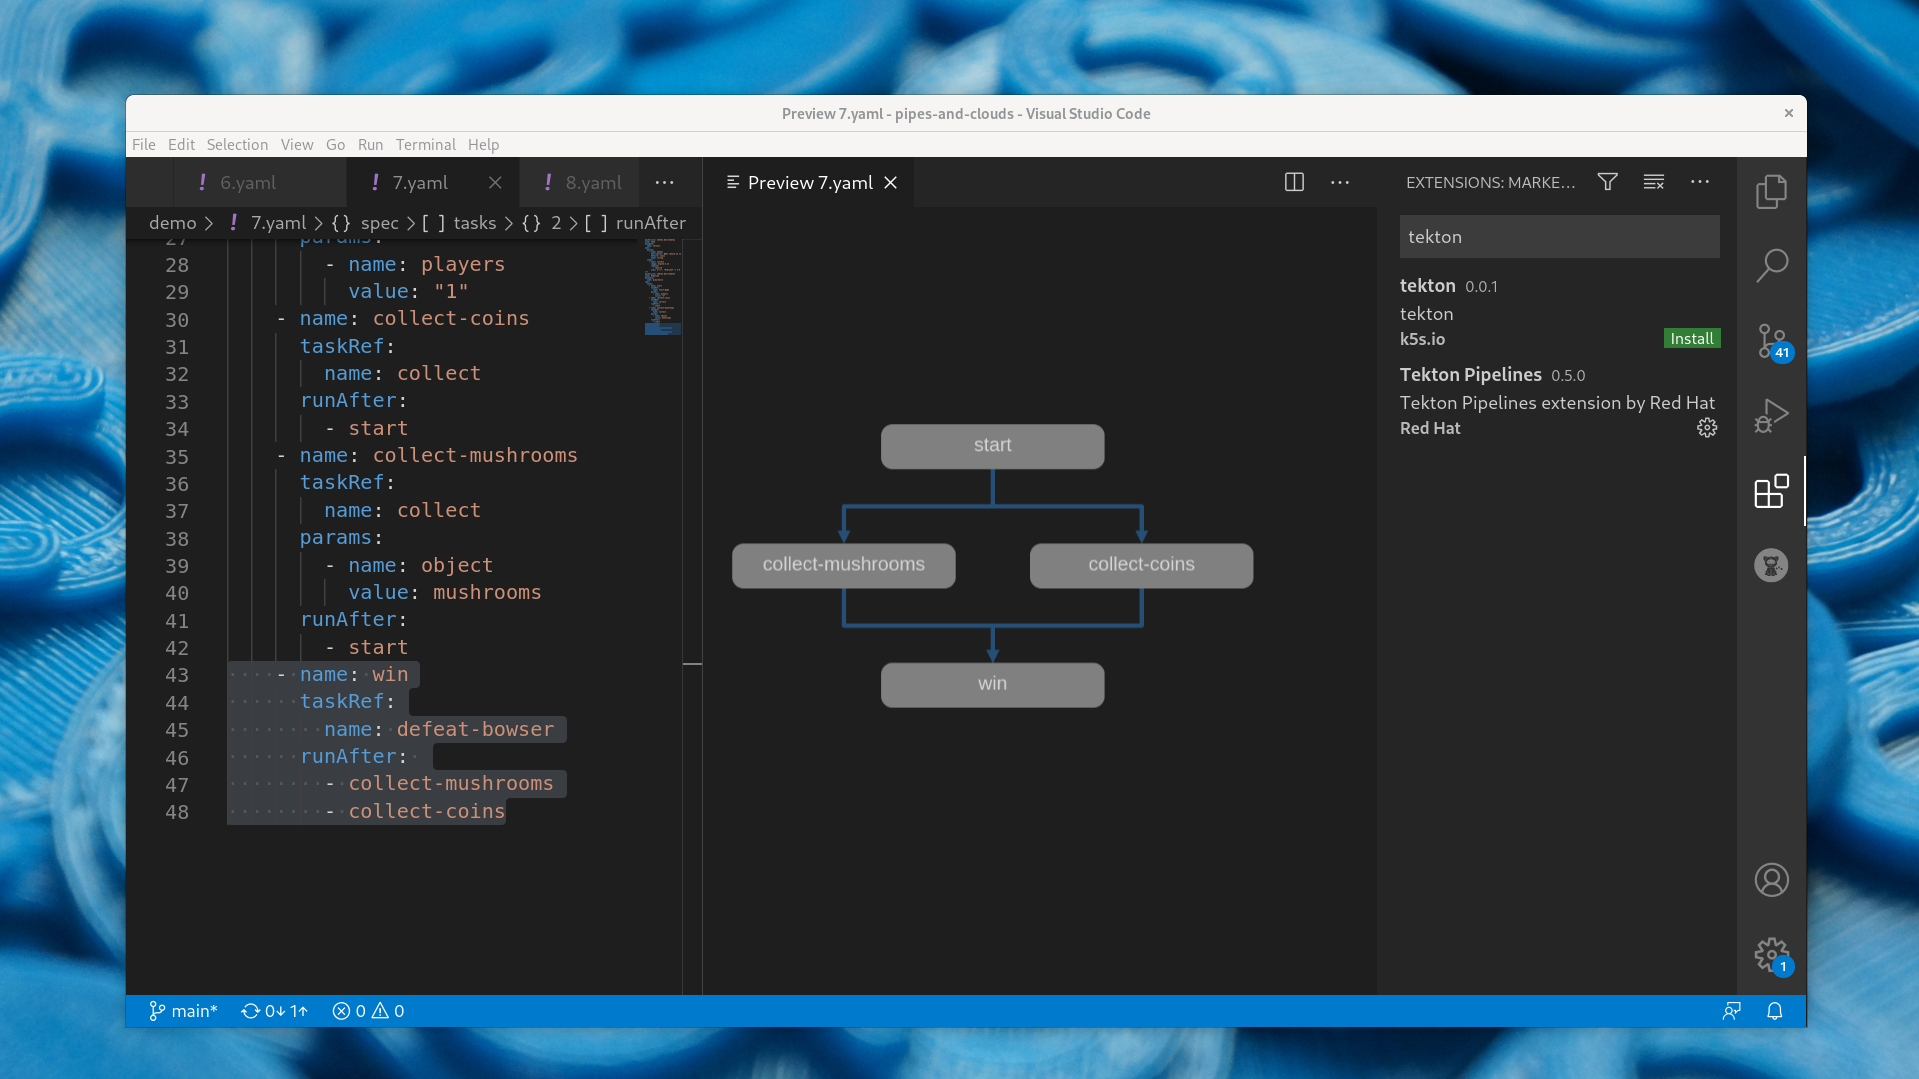 Preview 7.yaml - pipes-and-clouds - Visual Studio Code
File Edit Selection View Go Run Terminal Help
! 6.yaml
! 7.yaml
! 8.yaml
demo > ! 7.yaml > {} spec > [ ] tasks > {} 2 > [ ] runAfter
27 params:
28 - name: players
29 value: "1"
30 - name: collect-coins
31 taskRef:
32 name: collect
33 runAfter:
34 - start
35 - name: collect-mushrooms
36 taskRef:
37 name: collect
38 params:
39 - name: object
40 value: mushrooms
41 runAfter:
42 - start
43 - name: win
44 taskRef:
45 name: defeat-bowser
46 runAfter:
47 - collect-mushrooms
48 - collect-coins
Preview 7.yaml
start
collect-mushrooms
collect-coins
win
EXTENSIONS: MARKE...
tekton
tekton 0.0.1
tekton
k5s.io
Install
Tekton Pipelines 0.5.0
Tekton Pipelines extension by Red Hat
Red Hat
41
1
main* 0↓ 1↑ 0 0